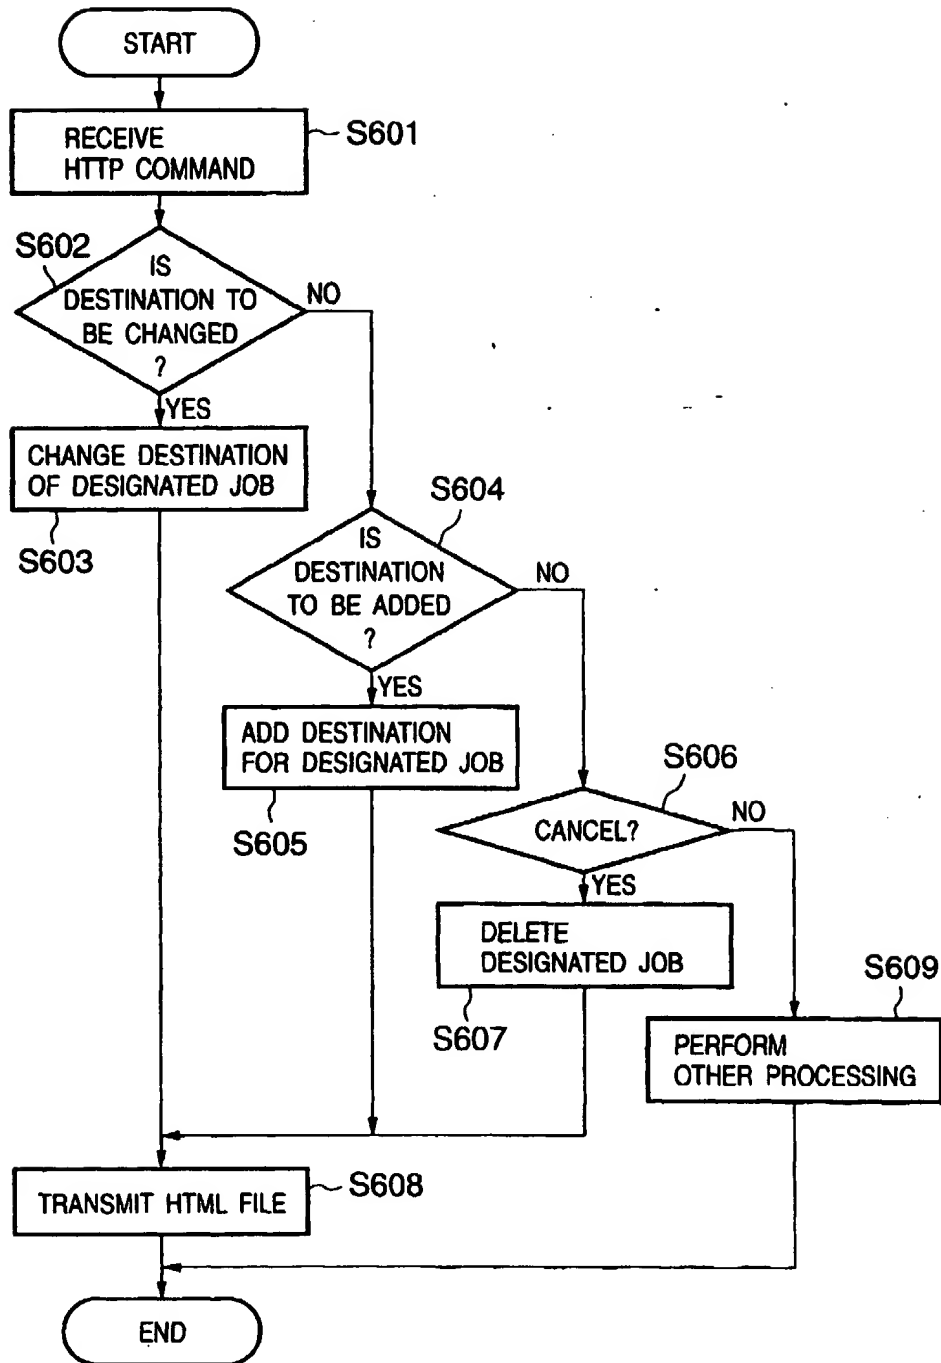 START
RECEIVE
HTTP COMMAND
S601
S602
IS
DESTINATION TO
BE CHANGED
?
NO
YES
CHANGE DESTINATION
OF DESIGNATED JOB
S603
S604
IS
DESTINATION
TO BE ADDED
?
NO
YES
ADD DESTINATION
FOR DESIGNATED JOB
S605
S606
CANCEL?
NO
YES
DELETE
DESIGNATED JOB
S607
S609
PERFORM
OTHER PROCESSING
TRANSMIT HTML FILE
S608
END